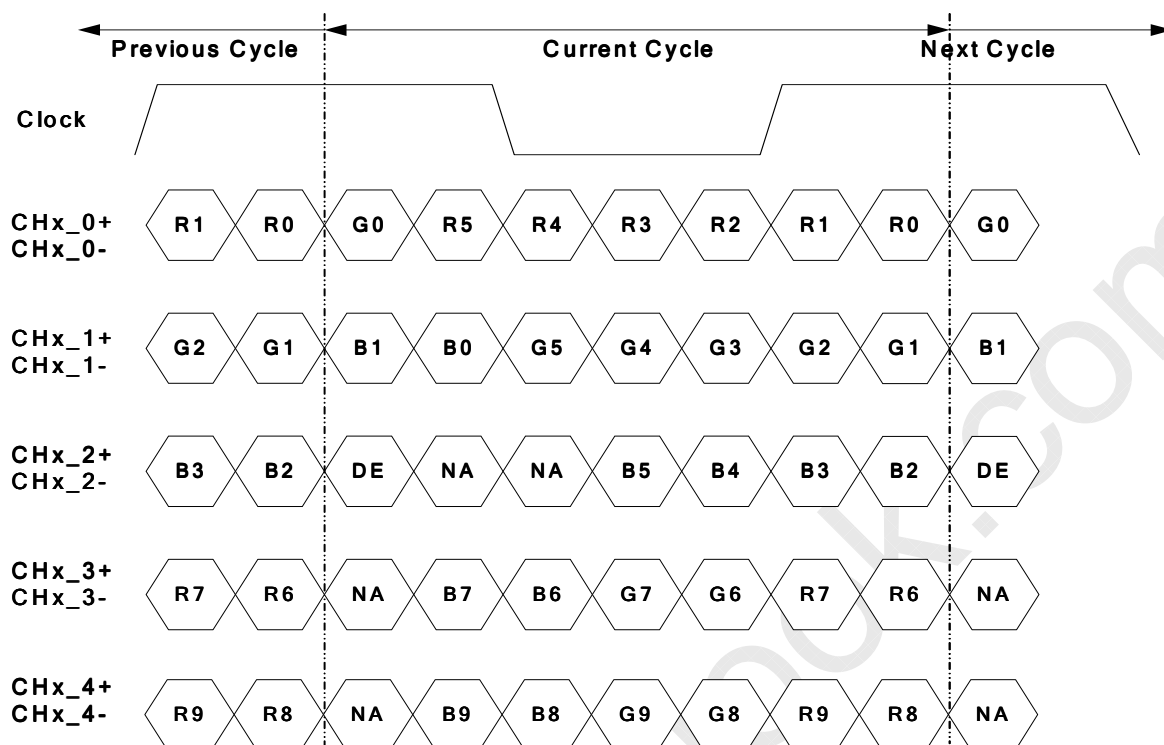 Previous Cycle Current Cycle Next Cycle
Clock
CHx_0+
CHx_0-
R1 R0 G0 R5 R4 R3 R2 R1 R0 G0
CHx_1+
CHx_1-
G2 G1 B1 B0 G5 G4 G3 G2 G1 B1
CHx_2+
CHx_2-
B3 B2 DE NA NA B5 B4 B3 B2 DE
CHx_3+
CHx_3-
R7 R6 NA B7 B6 G7 G6 R7 R6 NA
CHx_4+
CHx_4-
R9 R8 NA B9 B8 G9 G8 R9 R8 NA
ook.com